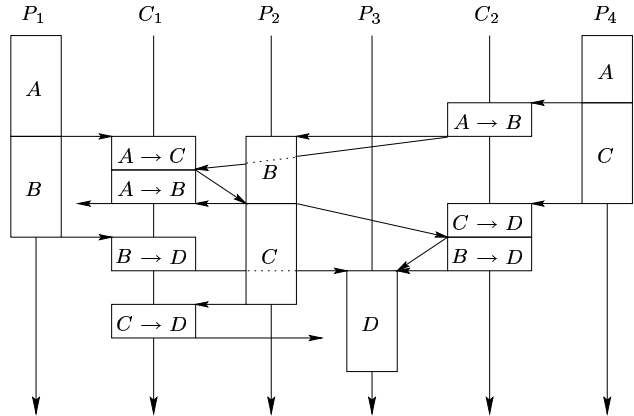 P₁ C₁ P₂ P₃ C₂ P₄
A
A → B
A → C
B
C
B
A → B
C → D
B → D
C
B → D
C → D
D